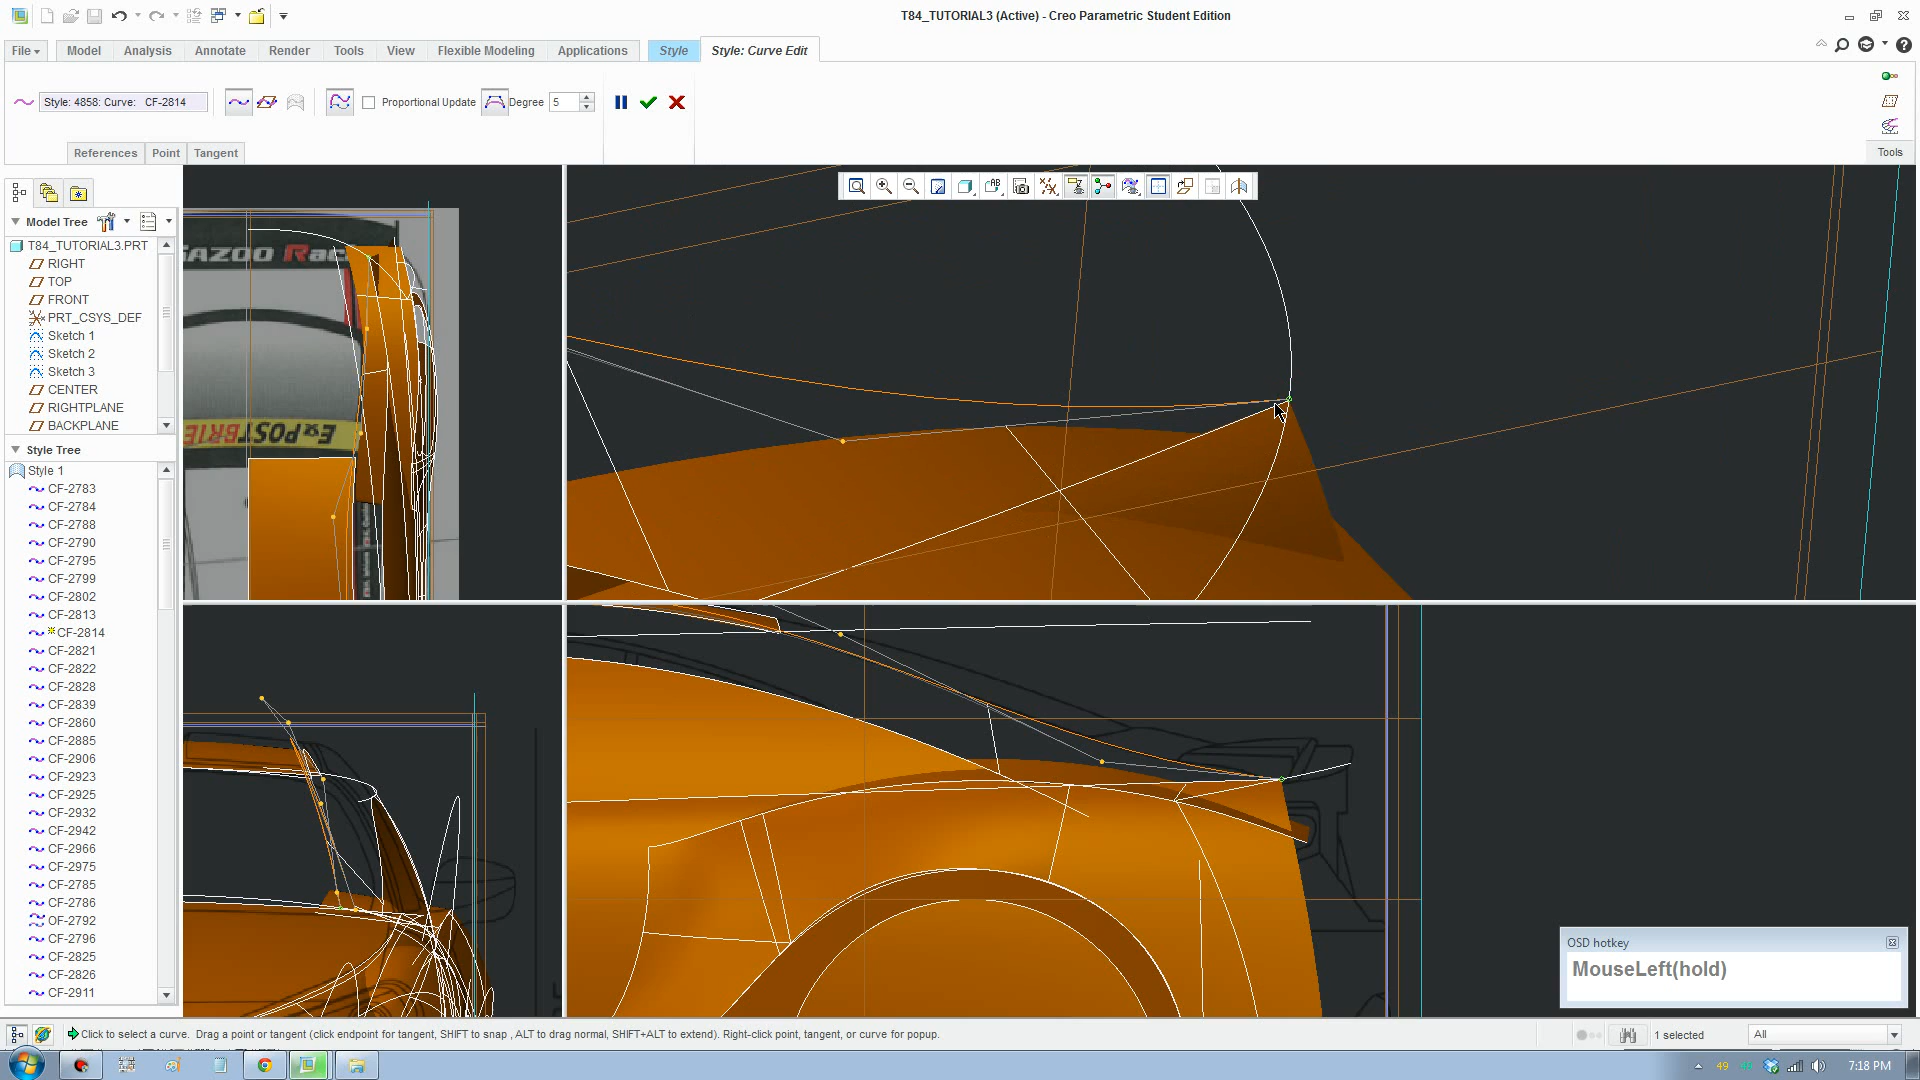 T84_TUTORIAL3 (Active) - Creo Parametric Student Edition
File Model Analysis Annotate Render Tools View Flexible Modeling Applications Style Style: Curve Edit
Style: 4858: Curve: CF-2814 Proportional Update Degree 5
References Point Tangent Tools
Model Tree
T84_TUTORIAL3.PRT
RIGHT
TOP
FRONT
PRT_CSYS_DEF
Sketch 1
Sketch 2
Sketch 3
CENTER
RIGHTPLANE
BACKPLANE
Style Tree
Style 1
CF-2783
CF-2784
CF-2788
CF-2790
CF-2795
CF-2799
CF-2802
CF-2813
CF-2814
CF-2821
CF-2822
CF-2828
CF-2839
CF-2860
CF-2885
CF-2906
CF-2923
CF-2925
CF-2932
CF-2942
CF-2966
CF-2975
CF-2785
CF-2786
OF-2792
CF-2796
CF-2825
CF-2826
CF-2911
GAZOO Rac
OSD hotkey
MouseLeft(hold)
Click to select a curve. Drag a point or tangent (click endpoint for tangent, SHIFT to snap , ALT to drag normal, SHIFT+ALT to extend). Right-click point, tangent, or curve for popup.
1 selected
All
49
7:18 PM